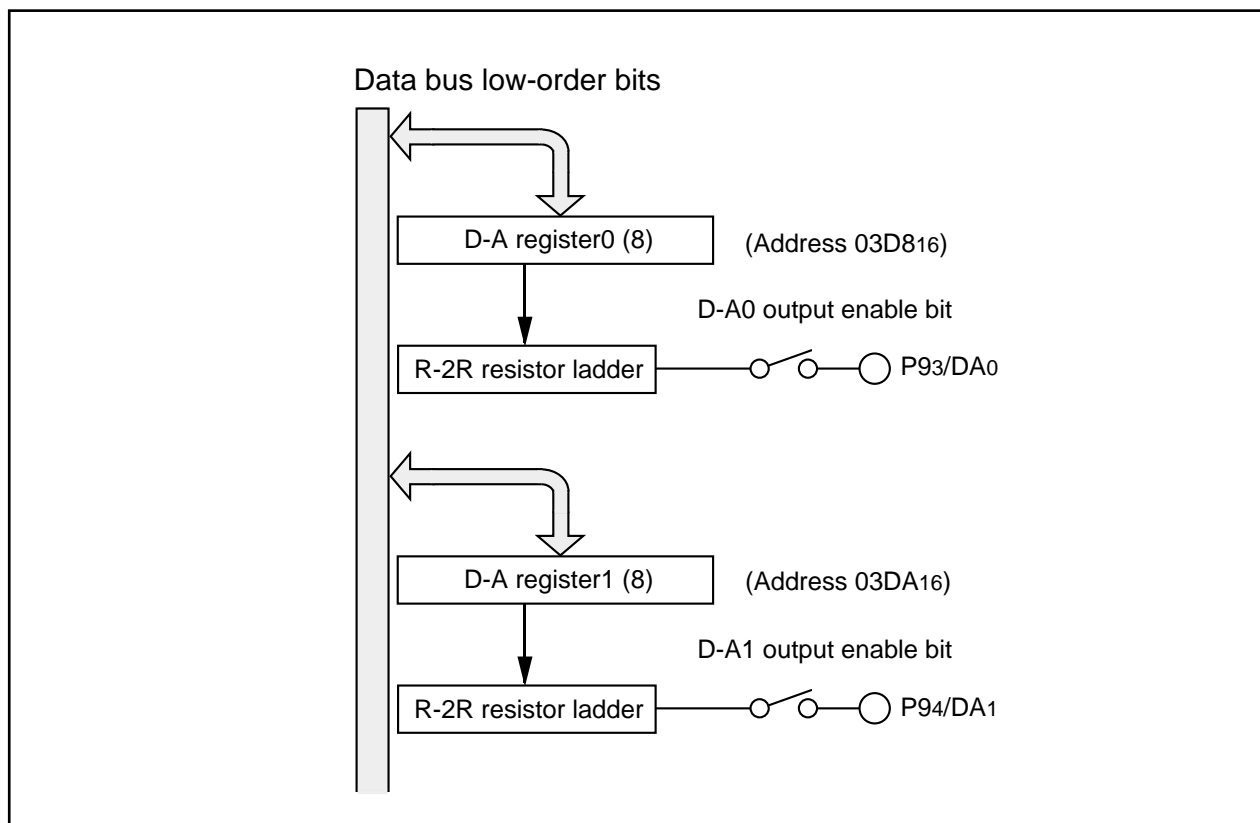 Data bus low-order bits
D-A register0 (8)
(Address 03D816)
D-A0 output enable bit
R-2R resistor ladder
P93/DA0
D-A register1 (8)
(Address 03DA16)
D-A1 output enable bit
R-2R resistor ladder
P94/DA1